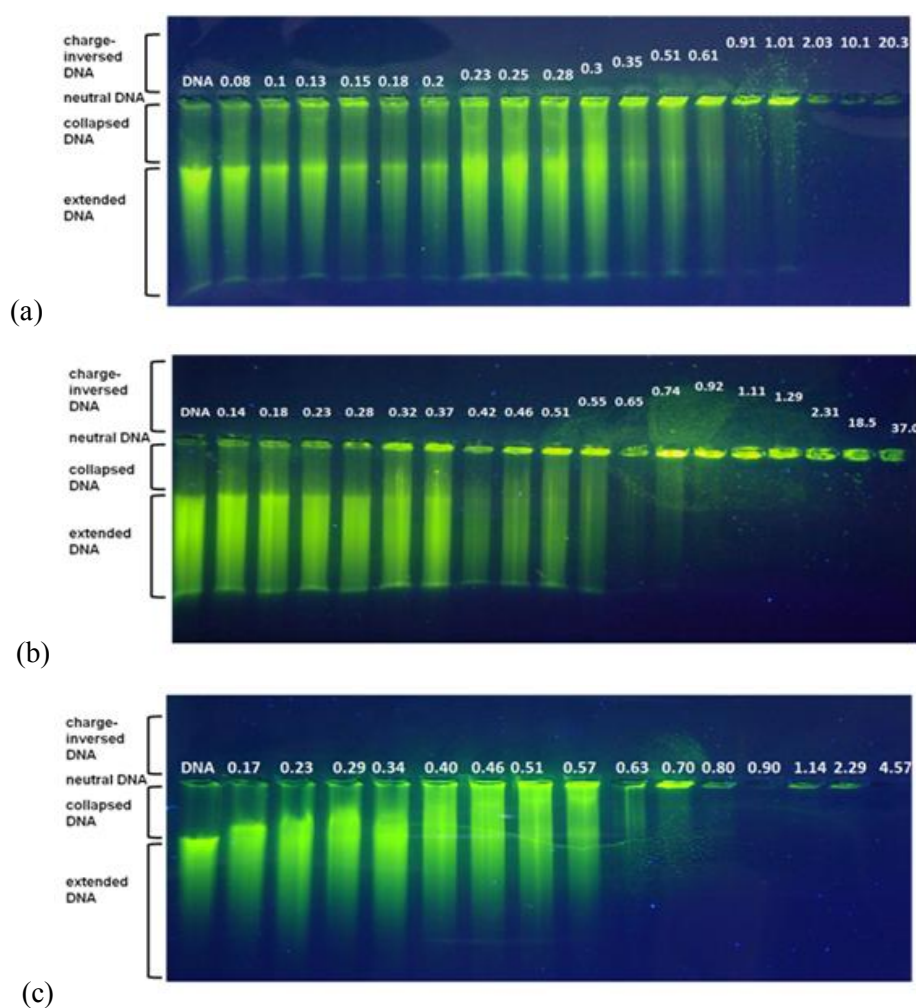 charge-
inversed
DNA
neutral DNA
collapsed
DNA
extended
DNA
DNA 0.08 0.1 0.13 0.15 0.18 0.2 0.23 0.25 0.28 0.3 0.35 0.51 0.61 0.91 1.01 2.03 10.1 20.3
(a)
charge-
inversed
DNA
neutral DNA
collapsed
DNA
extended
DNA
DNA 0.14 0.18 0.23 0.28 0.32 0.37 0.42 0.46 0.51 0.55 0.65 0.74 0.92 1.11 1.29 2.31 18.5 37.0
(b)
charge-
inversed
DNA
neutral DNA
collapsed
DNA
extended
DNA
DNA 0.17 0.23 0.29 0.34 0.40 0.46 0.51 0.57 0.63 0.70 0.80 0.90 1.14 2.29 4.57
(c)